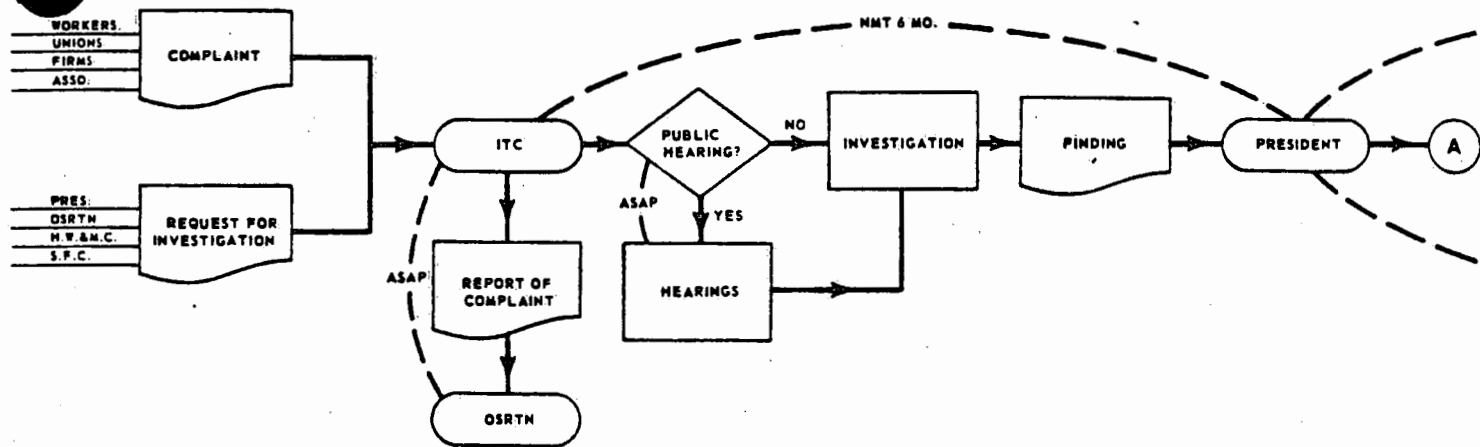 WORKERS.
UNIONS
FIRMS
ASSO.
COMPLAINT
PRES.
OSRTN
H.W.&M.C.
S.F.C.
REQUEST FOR
INVESTIGATION
NMT 6 MO.
ITC
ASAP
REPORT OF
COMPLAINT
OSRTN
PUBLIC
HEARING?
NO
ASAP
YES
HEARINGS
INVESTIGATION
FINDING
PRESIDENT
A